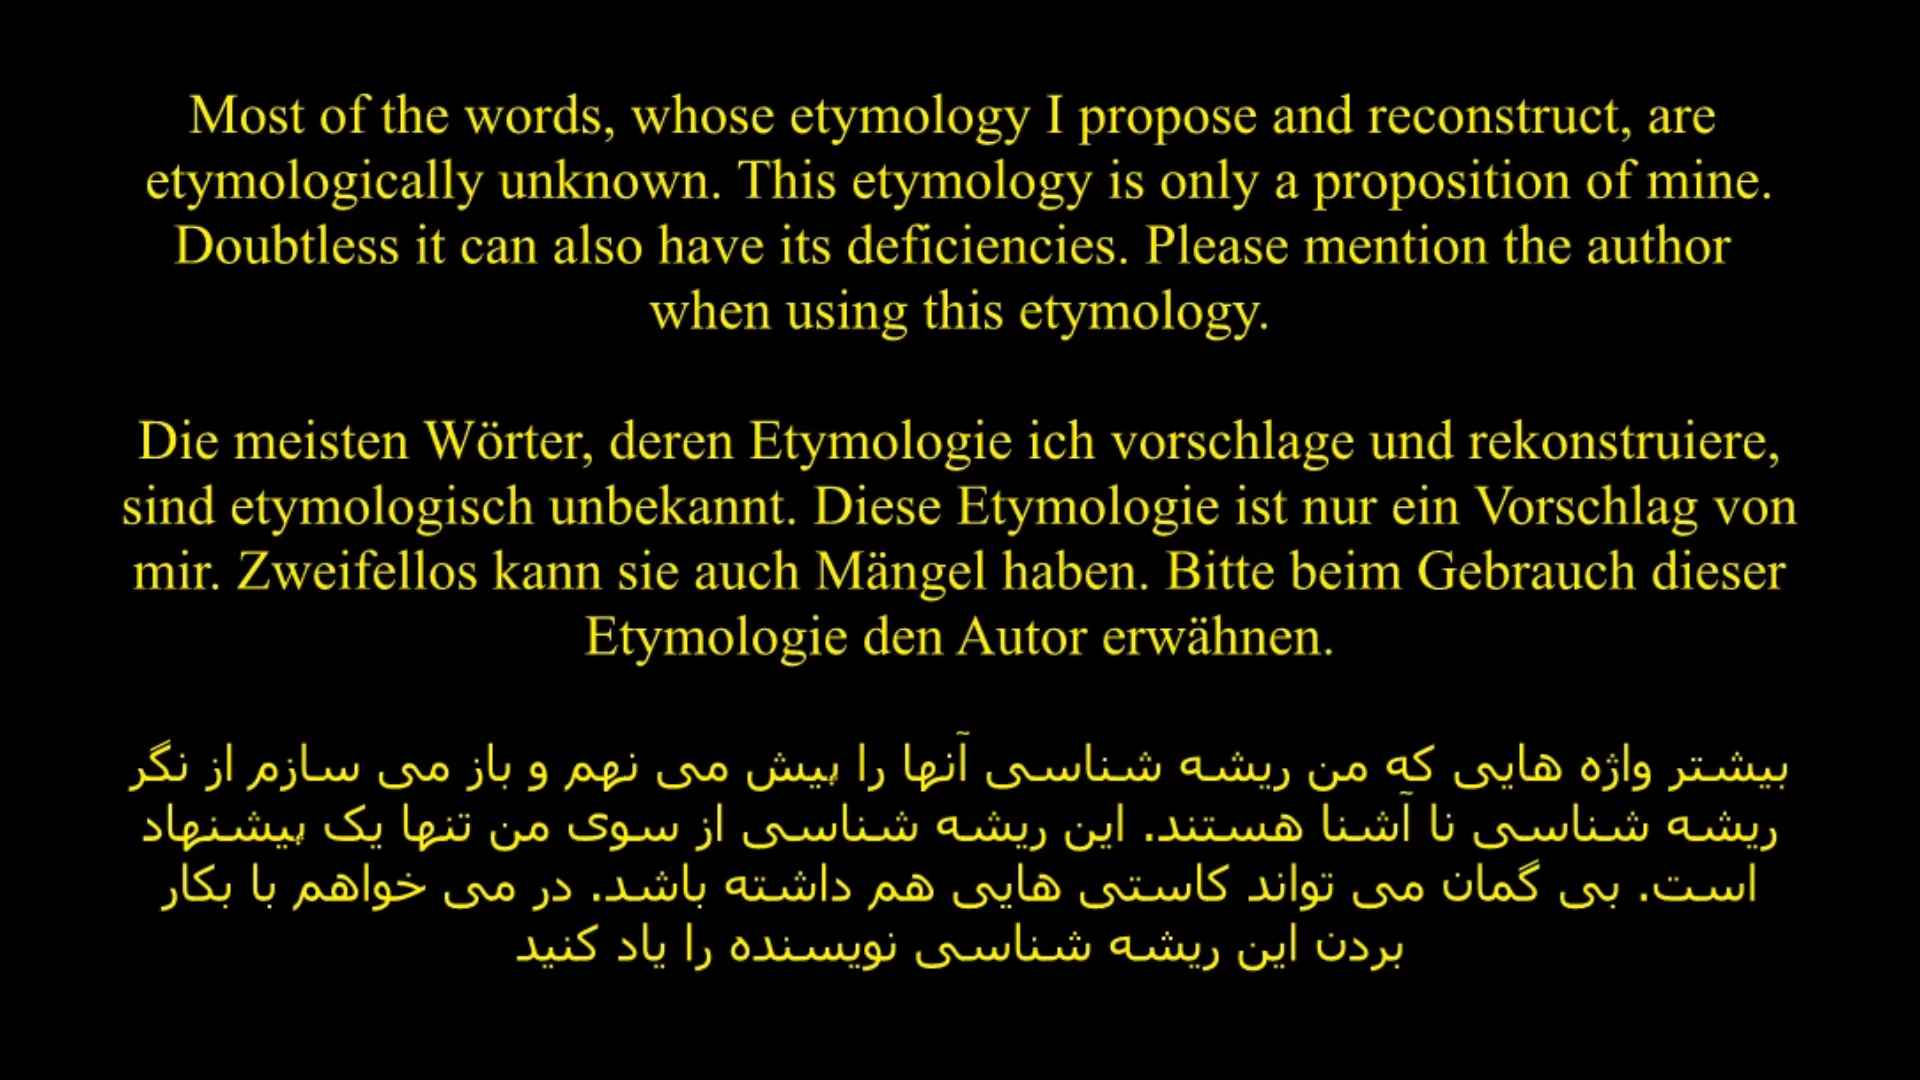 Most of the words, whose etymology I propose and reconstruct, are
etymologically unknown. This etymology is only a proposition of mine.
Doubtless it can also have its deficiencies. Please mention the author
when using this etymology.
Die meisten Wörter, deren Etymologie ich vorschlage und rekonstruiere,
sind etymologisch unbekannt. Diese Etymologie ist nur ein Vorschlag von
mir. Zweifellos kann sie auch Mängel haben. Bitte beim Gebrauch dieser
Etymologie den Autor erwähnen.
بیشتر واژه هایی که من ریشه شناسی آنها را پیش می نهم و باز می سازم از نگر
ریشه شناسی نا آشنا هستند. این ریشه شناسی از سوی من تنها یک پیشنهاد
است. بی گمان می تواند کاستی هایی هم داشته باشد. در می خواهم با بکار
بردن این ریشه شناسی نویسنده را یاد کنید